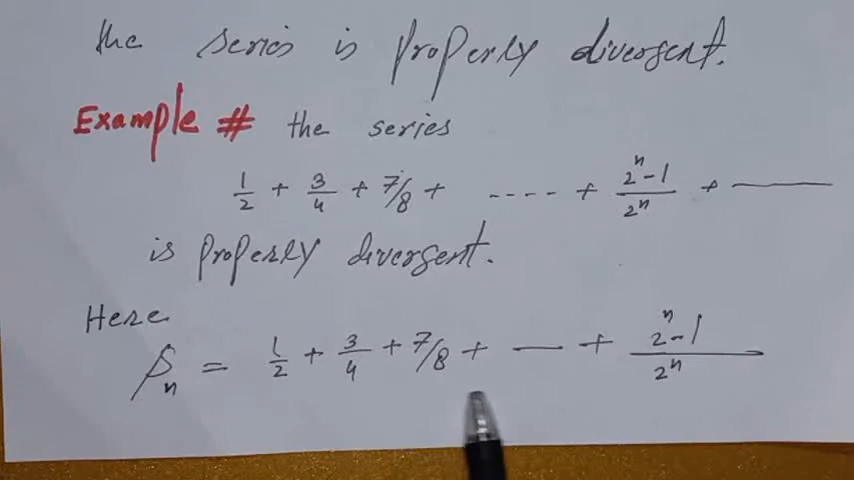 the series is properly divergent.
Example # the series
1/2 + 3/4 + 7/8 + ---- + (2^n - 1)/2^n + ——
is properly divergent.
Here
S_n = 1/2 + 3/4 + 7/8 + — + (2^n - 1)/2^n